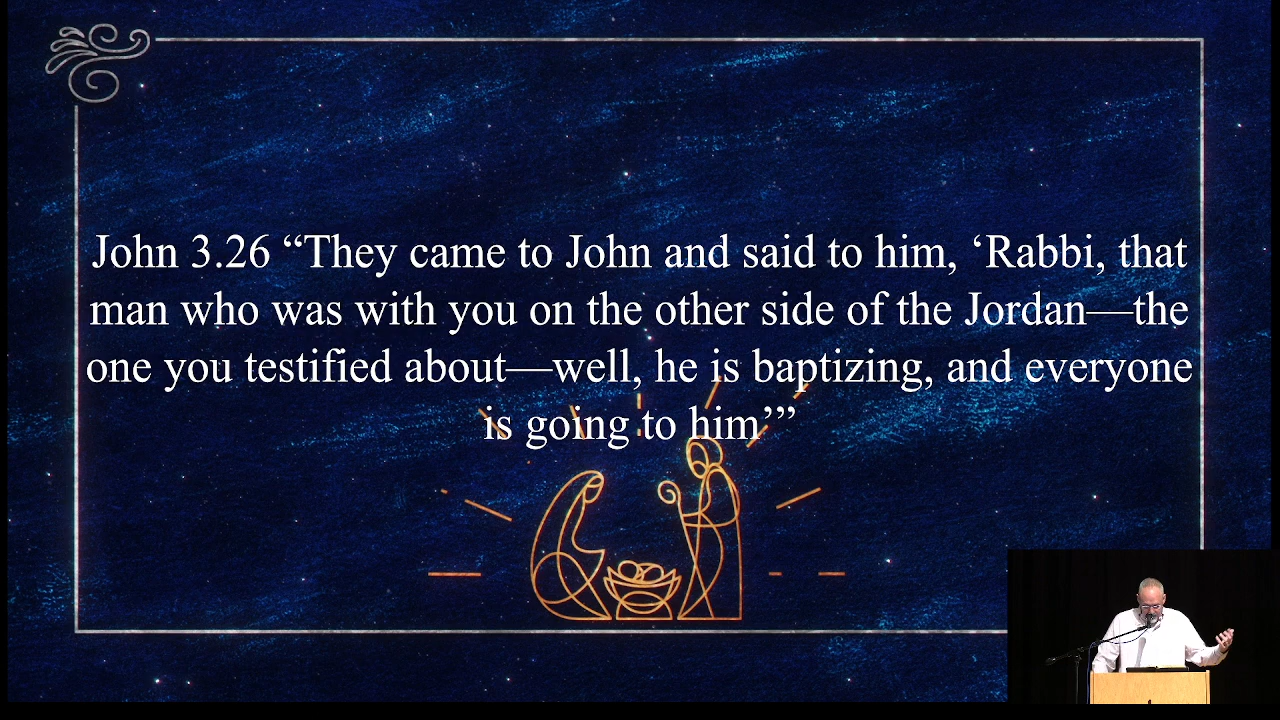 John 3.26 “They came to John and said to him, ‘Rabbi, that
man who was with you on the other side of the Jordan—the
one you testified about—well, he is baptizing, and everyone
is going to him’”